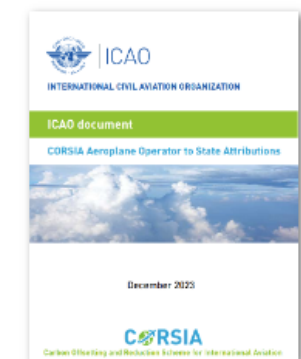 ICAO
INTERNATIONAL CIVIL AVIATION ORGANIZATION
ICAO document
CORSIA Aeroplane Operator to State Attributions
December 2023
CORSIA
Carbon Offsetting and Reduction Scheme for International Aviation